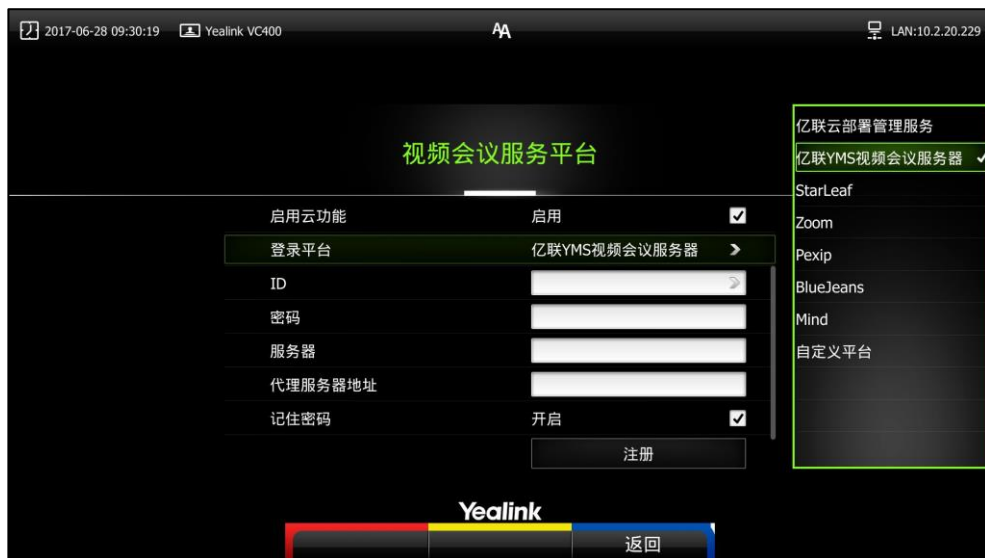 2017-06-28 09:30:19 Yealink VC400 AA LAN:10.2.20.229
视频会议服务平台
启用云功能 启用
登录平台 亿联YMS视频会议服务器
ID
密码
服务器
代理服务器地址
记住密码 开启
注册
亿联云部署管理服务
亿联YMS视频会议服务器
StarLeaf
Zoom
Pexip
BlueJeans
Mind
自定义平台
Yealink
返回